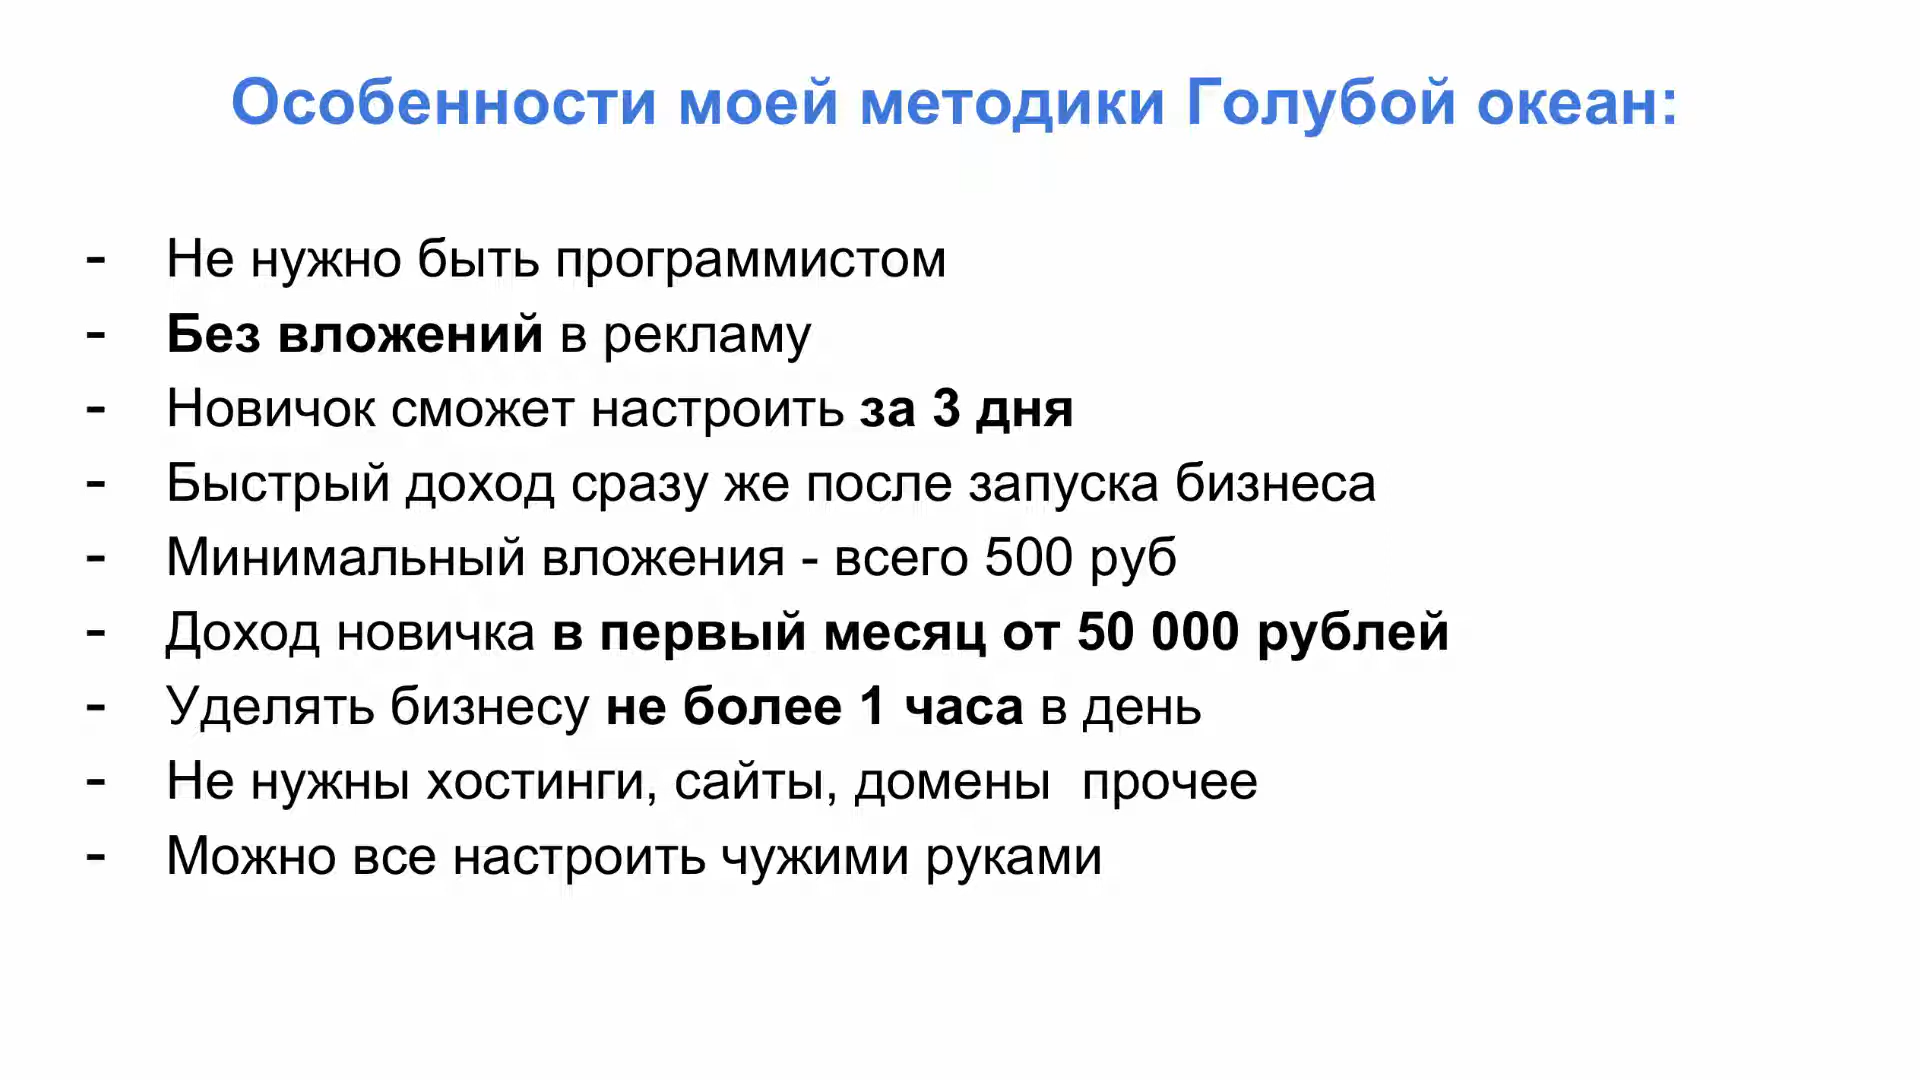 Особенности моей методики Голубой океан:
- Не нужно быть программистом
- Без вложений в рекламу
- Новичок сможет настроить за 3 дня
- Быстрый доход сразу же после запуска бизнеса
- Минимальный вложения - всего 500 руб
- Доход новичка в первый месяц от 50 000 рублей
- Уделять бизнесу не более 1 часа в день
- Не нужны хостинги, сайты, домены  прочее
- Можно все настроить чужими руками